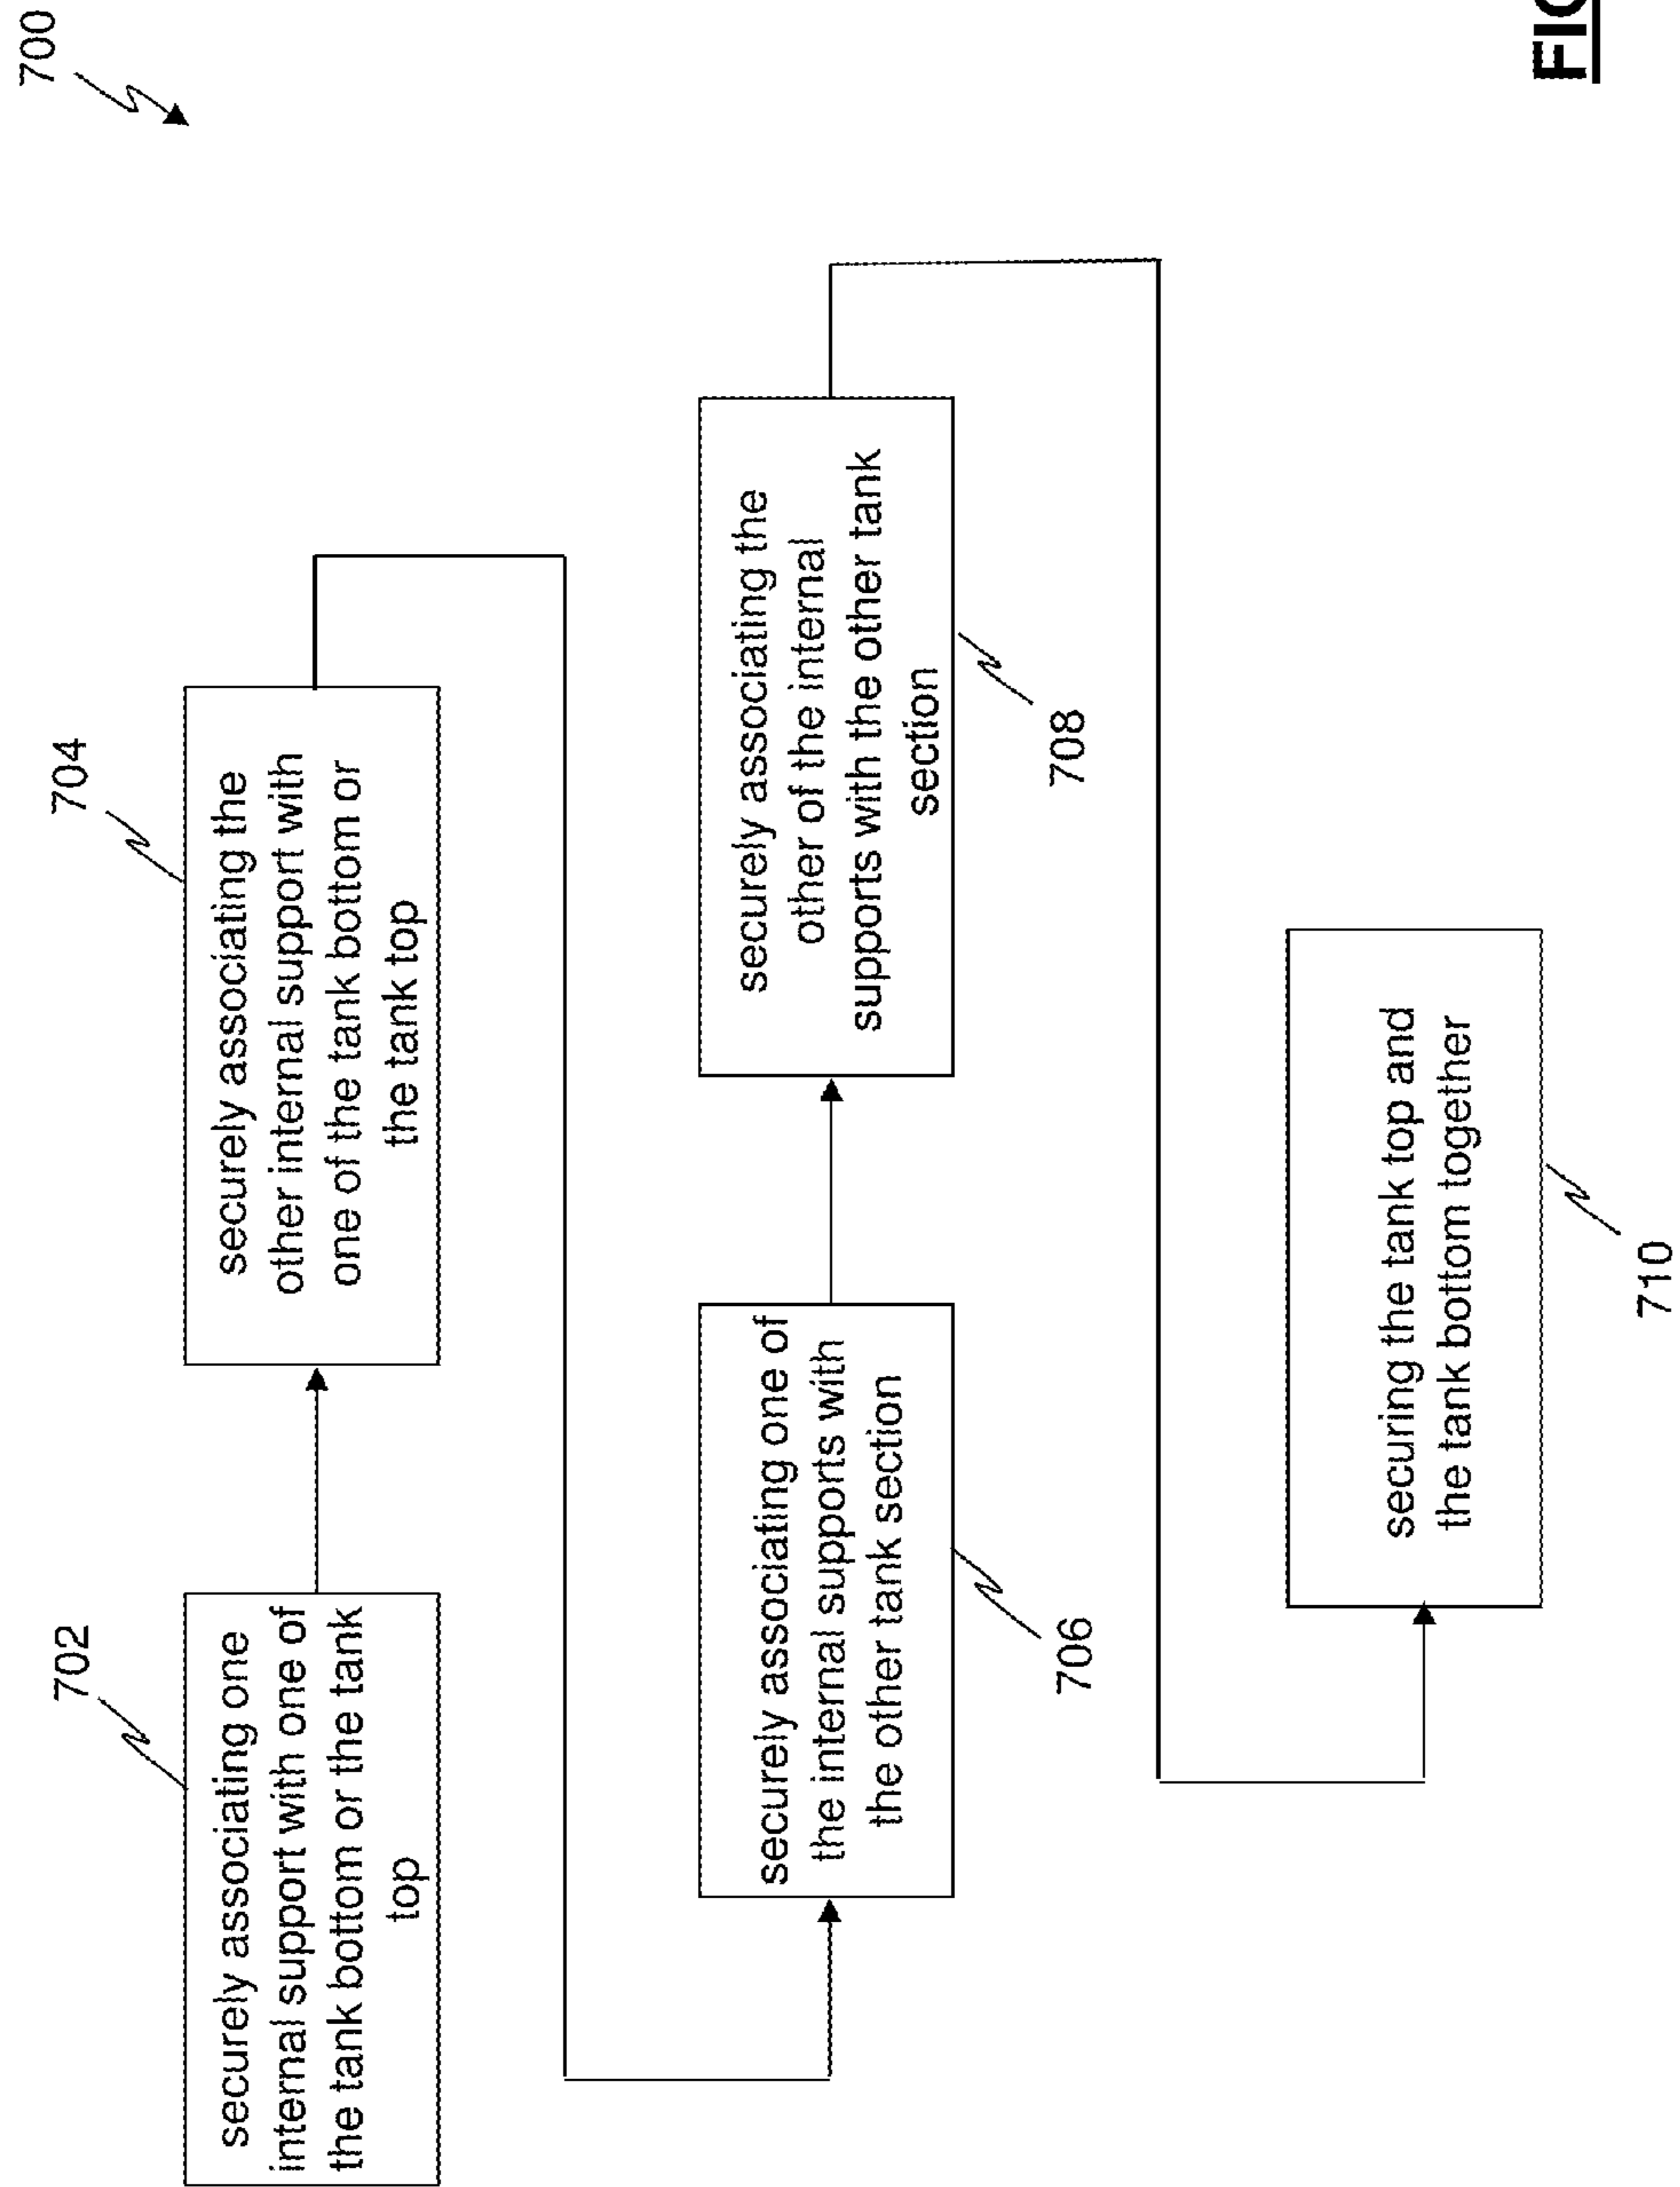 700
702
securely associating one
internal support with one of
the tank bottom or the tank
top
704
securely associating the
other internal support with
one of the tank bottom or
the tank top
securely associating one of
the internal supports with
the other tank section
706
securely associating the
other of the internal
supports with the other tank
section
708
securing the tank top and
the tank bottom together
710